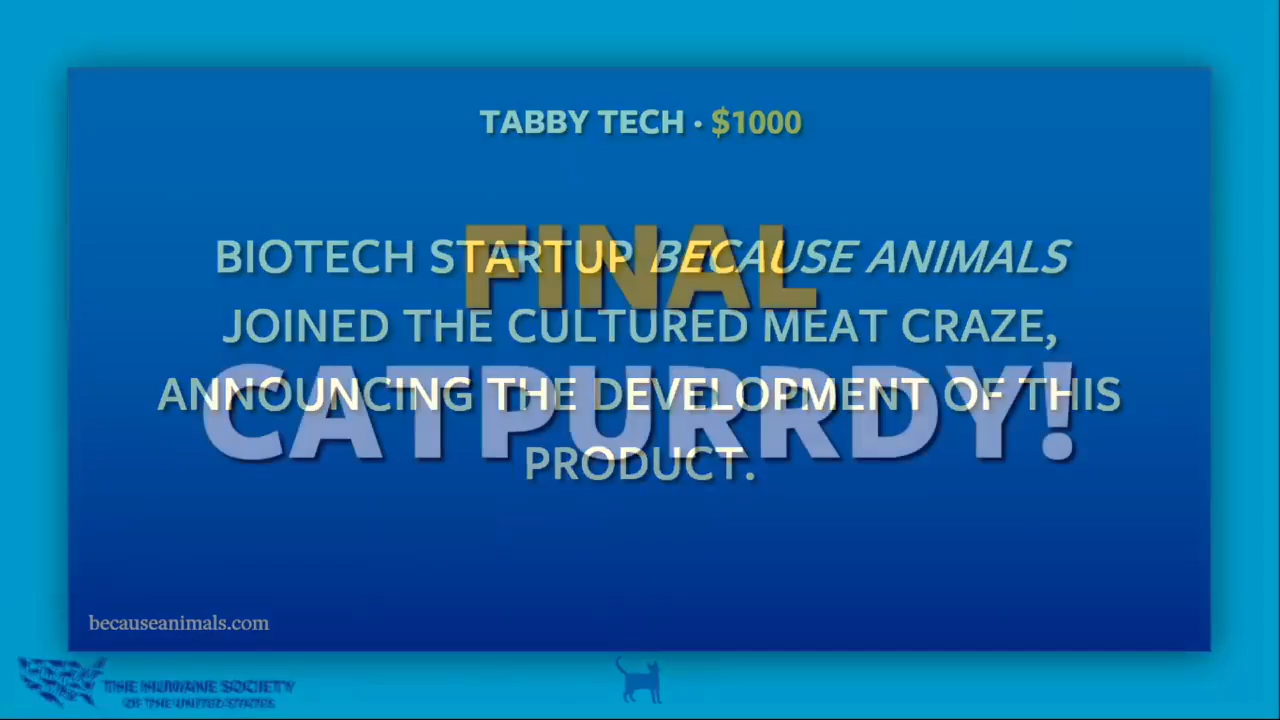 TABBY TECH · $1000
FINAL
BIOTECH STARTUP BECAUSE ANIMALS
JOINED THE CULTURED MEAT CRAZE,
CATPURRDY!
ANNOUNCING THE DEVELOPMENT OF THIS
PRODUCT.
becauseanimals.com
THE HUMANE SOCIETY
OF THE UNITED STATES